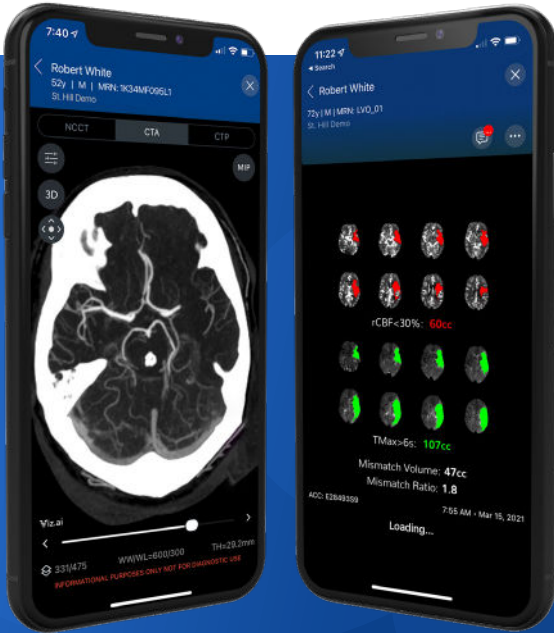 7:40
Robert White
52y | M | MRN: 1K34MF095L1
St. Hill Demo
NCCT CTA CTP
MIP
3D
Viz.ai
331/475 WW/WL=600/300 TH=29.2mm
INFORMATIONAL PURPOSES ONLY NOT FOR DIAGNOSTIC USE
11:22
Search
Robert White
72y | M | MRN: LVO_01
St. Hill Demo
rCBF<30%: 60cc
TMax>6s: 107cc
Mismatch Volume: 47cc
Mismatch Ratio: 1.8
ACC: E2849359
7:55 AM - Mar 15, 2021
Loading...